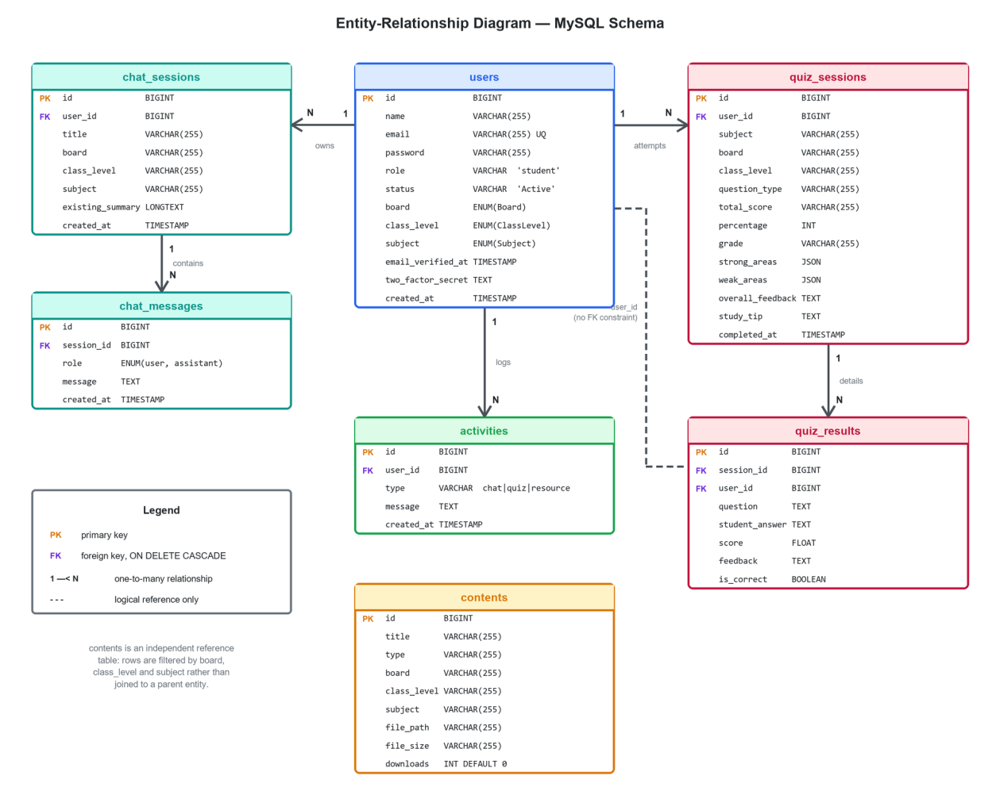 Entity-Relationship Diagram — MySQL Schema
chat_sessions
PK id BIGINT
FK user_id BIGINT
title VARCHAR(255)
board VARCHAR(255)
class_level VARCHAR(255)
subject VARCHAR(255)
existing_summary LONGTEXT
created_at TIMESTAMP
N 1
owns
users
PK id BIGINT
name VARCHAR(255)
email VARCHAR(255) UQ
password VARCHAR(255)
role VARCHAR 'student'
status VARCHAR 'Active'
board ENUM(Board)
class_level ENUM(ClassLevel)
subject ENUM(Subject)
email_verified_at TIMESTAMP
two_factor_secret TEXT
created_at TIMESTAMP
1 N
attempts
quiz_sessions
PK id BIGINT
FK user_id BIGINT
subject VARCHAR(255)
board VARCHAR(255)
class_level VARCHAR(255)
question_type VARCHAR(255)
total_score VARCHAR(255)
percentage INT
grade VARCHAR(255)
strong_areas JSON
weak_areas JSON
overall_feedback TEXT
study_tip TEXT
completed_at TIMESTAMP
1
contains
N
chat_messages
PK id BIGINT
FK session_id BIGINT
role ENUM(user, assistant)
message TEXT
created_at TIMESTAMP
user_id
(no FK constraint)
1
logs
N
activities
PK id BIGINT
FK user_id BIGINT
type VARCHAR chat|quiz|resource
message TEXT
created_at TIMESTAMP
1
details
N
quiz_results
PK id BIGINT
FK session_id BIGINT
FK user_id BIGINT
question TEXT
student_answer TEXT
score FLOAT
feedback TEXT
is_correct BOOLEAN
Legend
PK primary key
FK foreign key, ON DELETE CASCADE
1 —< N one-to-many relationship
- - - logical reference only
contents is an independent reference
table: rows are filtered by board,
class_level and subject rather than
joined to a parent entity.
contents
PK id BIGINT
title VARCHAR(255)
type VARCHAR(255)
board VARCHAR(255)
class_level VARCHAR(255)
subject VARCHAR(255)
file_path VARCHAR(255)
file_size VARCHAR(255)
downloads INT DEFAULT 0